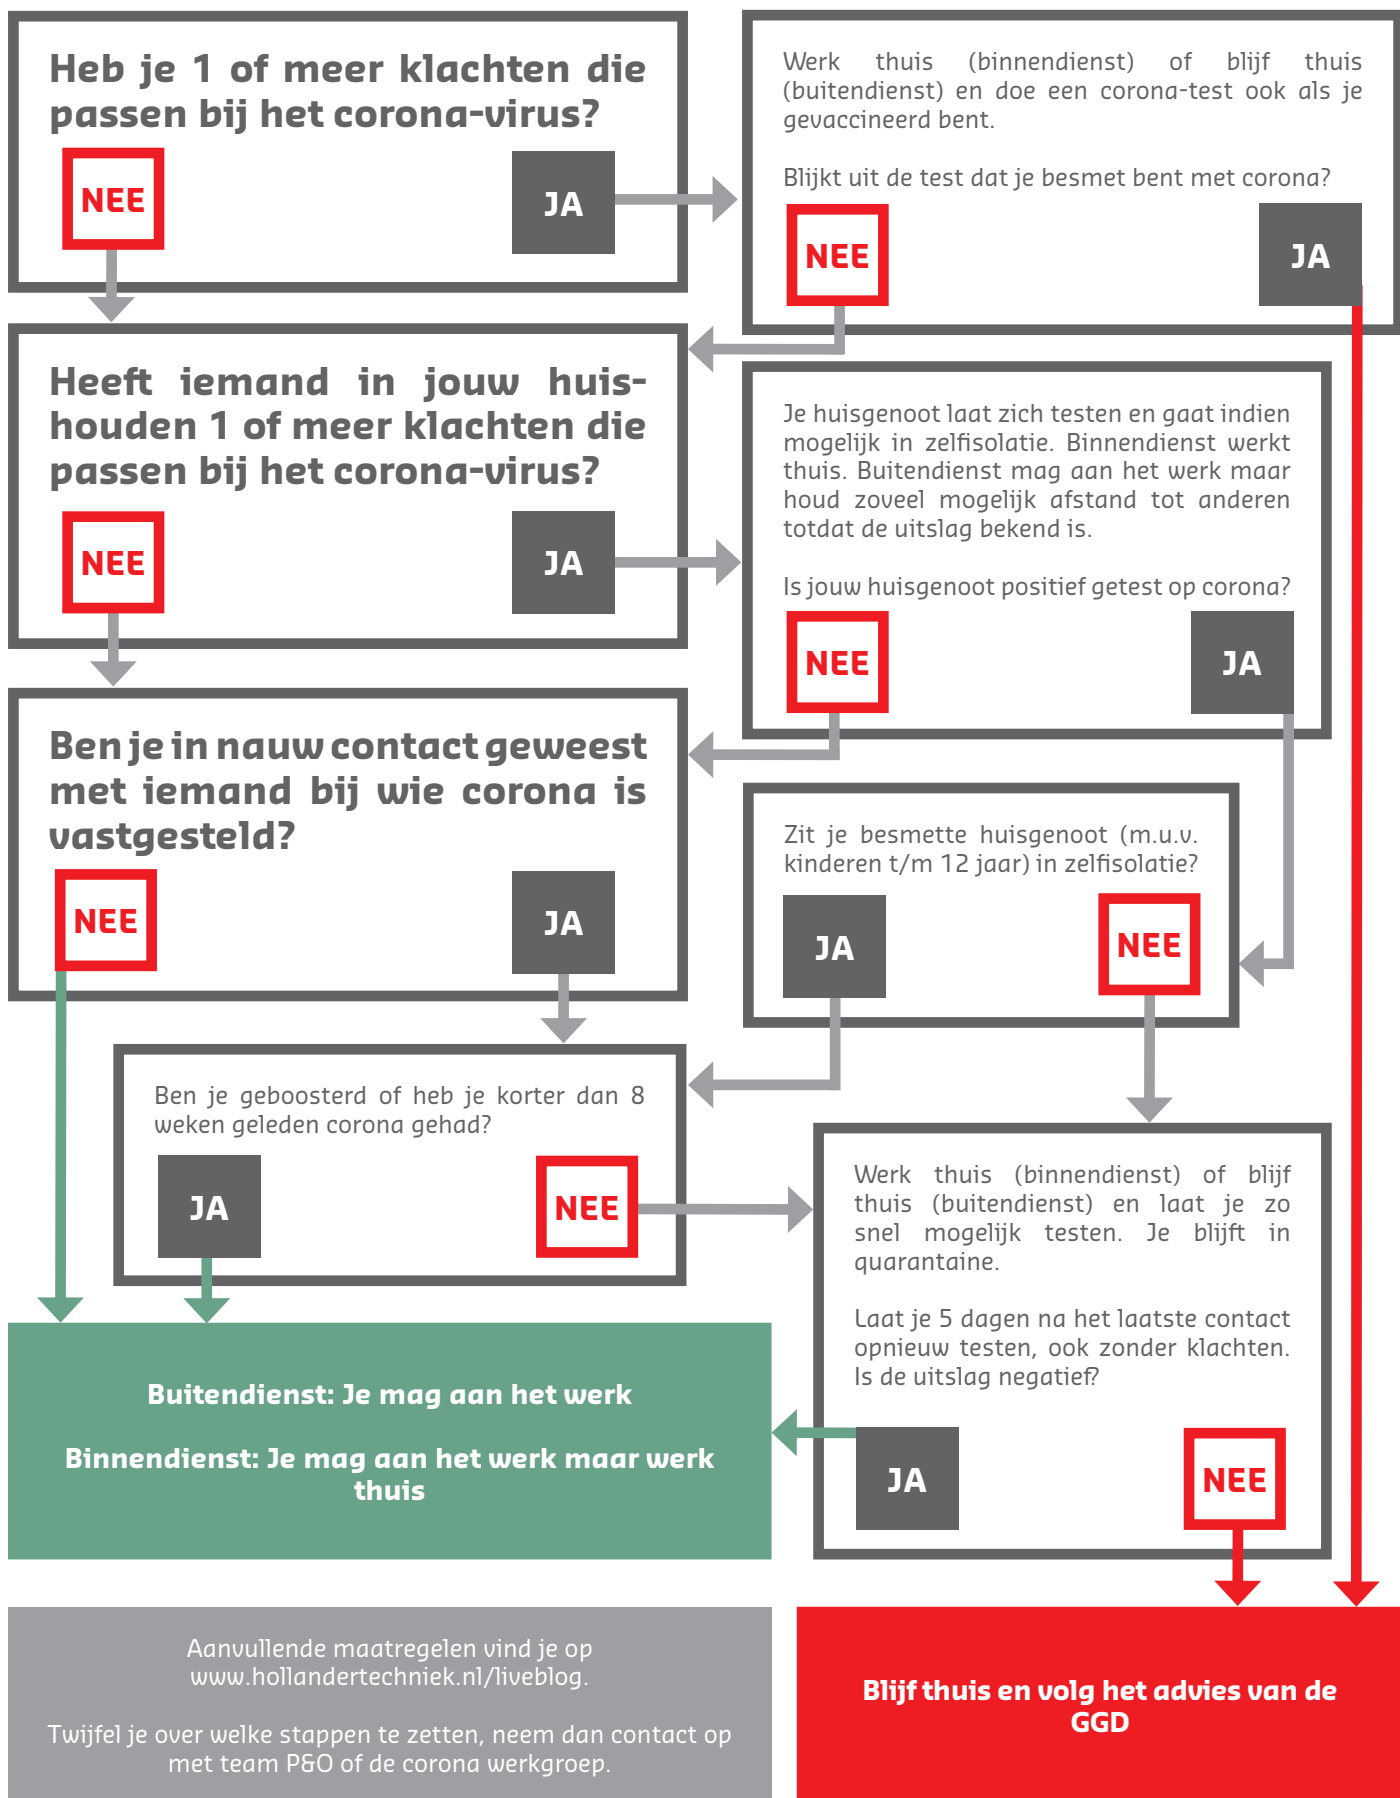 Heb je 1 of meer klachten die
passen bij het corona-virus?
NEE
JA
Werk thuis (binnendienst) of blijf thuis
(buitendienst) en doe een corona-test ook als je
gevaccineerd bent.
Blijkt uit de test dat je besmet bent met corona?
NEE
JA
Heeft iemand in jouw huis-
houden 1 of meer klachten die
passen bij het corona-virus?
NEE
JA
Je huisgenoot laat zich testen en gaat indien
mogelijk in zelfisolatie. Binnendienst werkt
thuis. Buitendienst mag aan het werk maar
houd zoveel mogelijk afstand tot anderen
totdat de uitslag bekend is.
Is jouw huisgenoot positief getest op corona?
NEE
JA
Ben je in nauw contact geweest
met iemand bij wie corona is
vastgesteld?
NEE
JA
Zit je besmette huisgenoot (m.u.v.
kinderen t/m 12 jaar) in zelfisolatie?
JA
NEE
Ben je geboosterd of heb je korter dan 8
weken geleden corona gehad?
JA
NEE
Werk thuis (binnendienst) of blijf
thuis (buitendienst) en laat je zo
snel mogelijk testen. Je blijft in
quarantaine.
Laat je 5 dagen na het laatste contact
opnieuw testen, ook zonder klachten.
Is de uitslag negatief?
JA
NEE
Buitendienst: Je mag aan het werk
Binnendienst: Je mag aan het werk maar werk
thuis
Aanvullende maatregelen vind je op
www.hollandertechniek.nl/liveblog.
Twijfel je over welke stappen te zetten, neem dan contact op
met team P&O of de corona werkgroep.
Blijf thuis en volg het advies van de
GGD